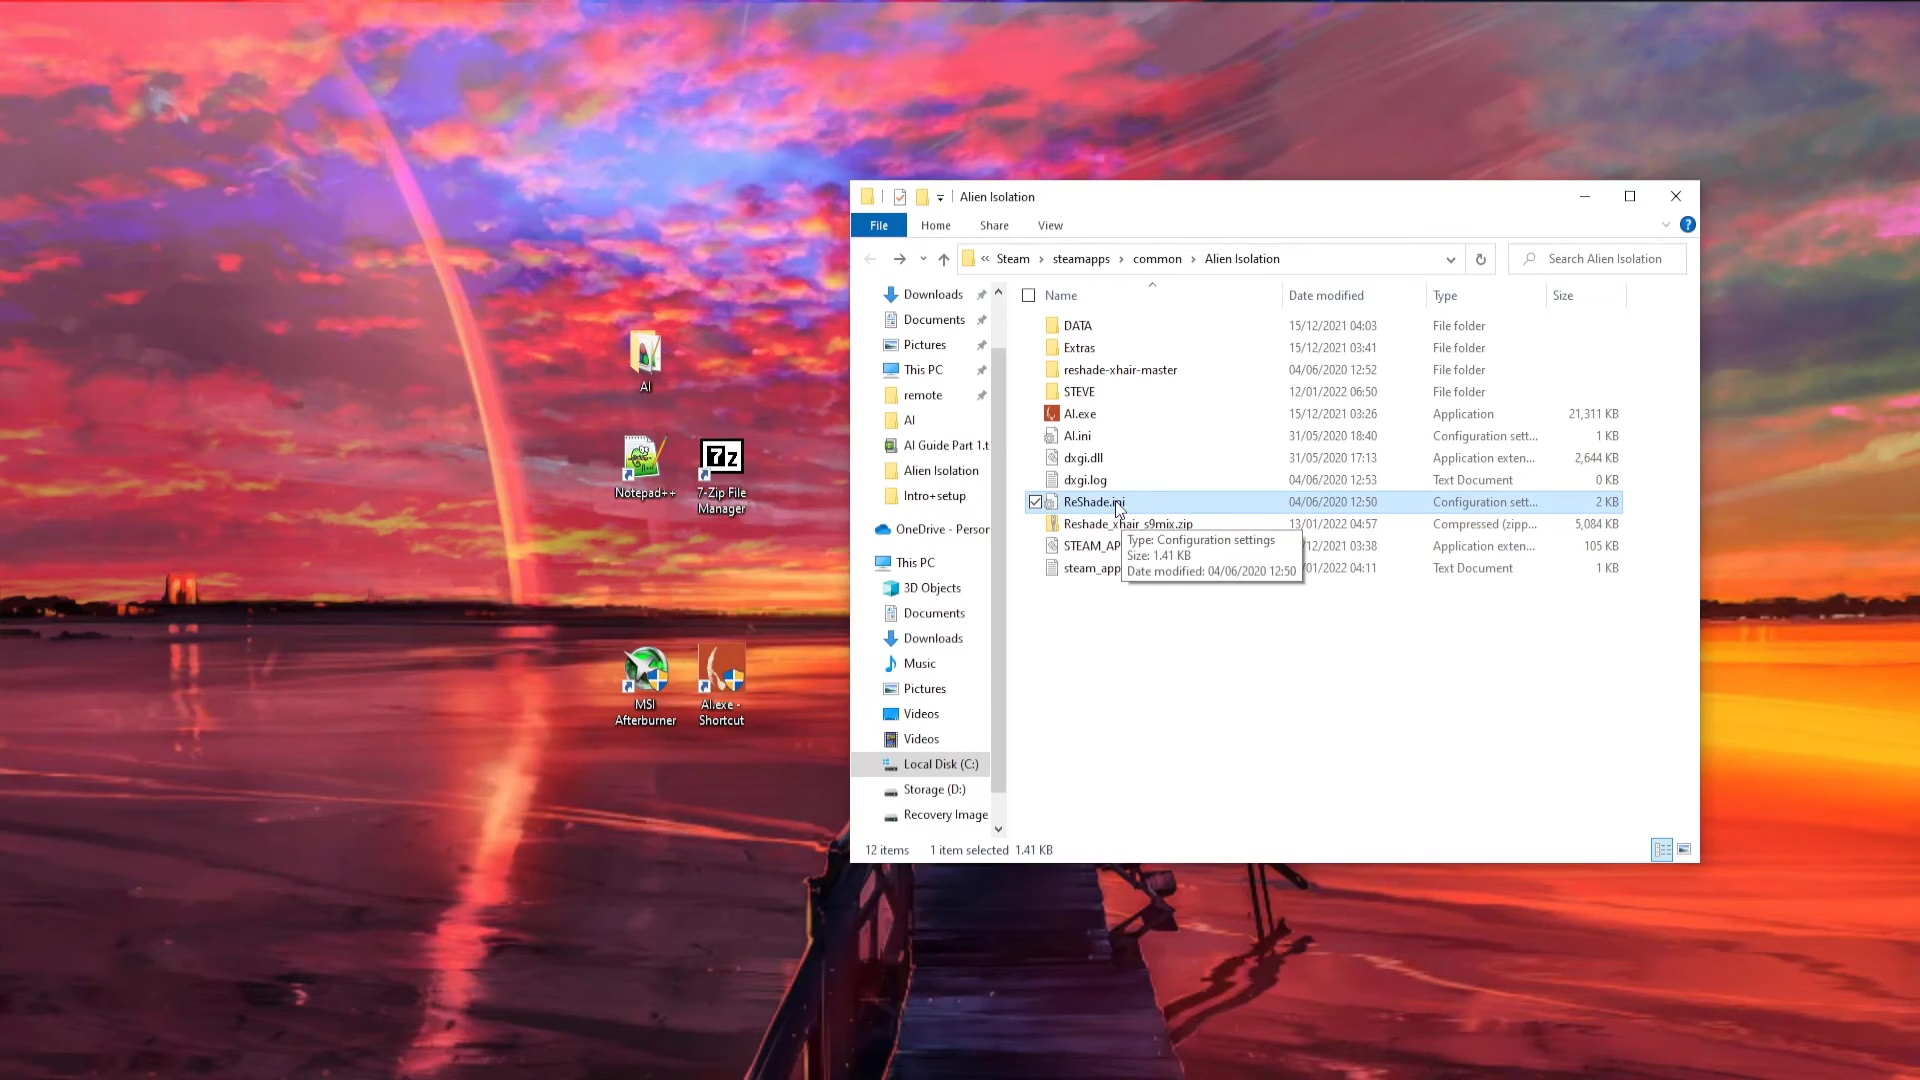 Alien Isolation
File Home Share View
« Steam › steamapps › common › Alien Isolation
Search Alien Isolation
Name Date modified Type Size
Downloads
Documents
Pictures
This PC
remote
AI
AI Guide Part 1.t
Alien Isolation
Intro+setup
OneDrive - Person
This PC
3D Objects
Documents
Downloads
Music
Pictures
Videos
Videos
Local Disk (C:)
Storage (D:)
Recovery Image
DATA 15/12/2021 04:03 File folder
Extras 15/12/2021 03:41 File folder
reshade-xhair-master 04/06/2020 12:52 File folder
STEVE 12/01/2022 06:50 File folder
AI.exe 15/12/2021 03:26 Application 21,311 KB
AI.ini 31/05/2020 18:40 Configuration sett... 1 KB
dxgi.dll 31/05/2020 17:13 Application exten... 2,644 KB
dxgi.log 04/06/2020 12:53 Text Document 0 KB
ReShade.ini 04/06/2020 12:50 Configuration sett... 2 KB
Reshade_xhair_s9mix.zip 13/01/2022 04:57 Compressed (zipp... 5,084 KB
STEAM_AP /12/2021 03:38 Application exten... 105 KB
steam_app /01/2022 04:11 Text Document 1 KB
Type: Configuration settings
Size: 1.41 KB
Date modified: 04/06/2020 12:50
12 items 1 item selected 1.41 KB
AI
Notepad++
7-Zip File
Manager
MSI
Afterburner
AI.exe -
Shortcut
7z